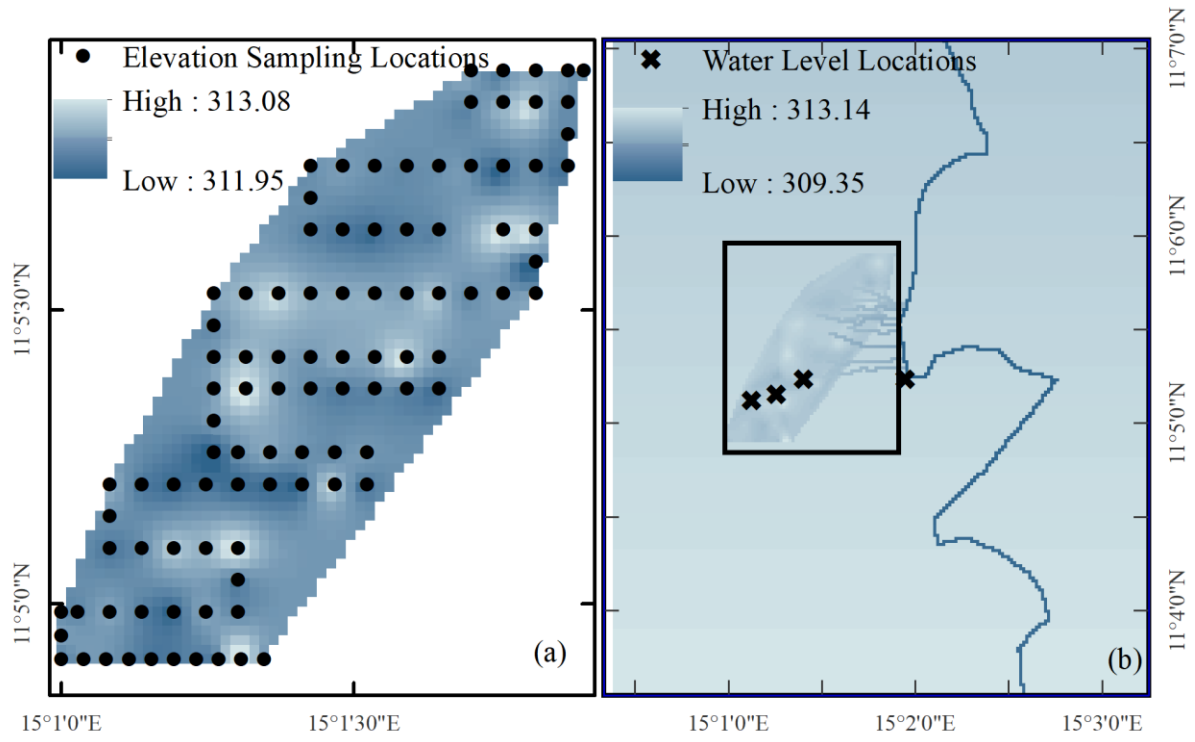 Elevation Sampling Locations
High : 313.08
Low : 311.95
(a)
11°5'30"N
11°5'0"N
15°1'0"E
15°1'30"E
Water Level Locations
High : 313.14
Low : 309.35
(b)
11°7'0"N
11°6'0"N
11°5'0"N
11°4'0"N
15°1'0"E
15°2'0"E
15°3'0"E